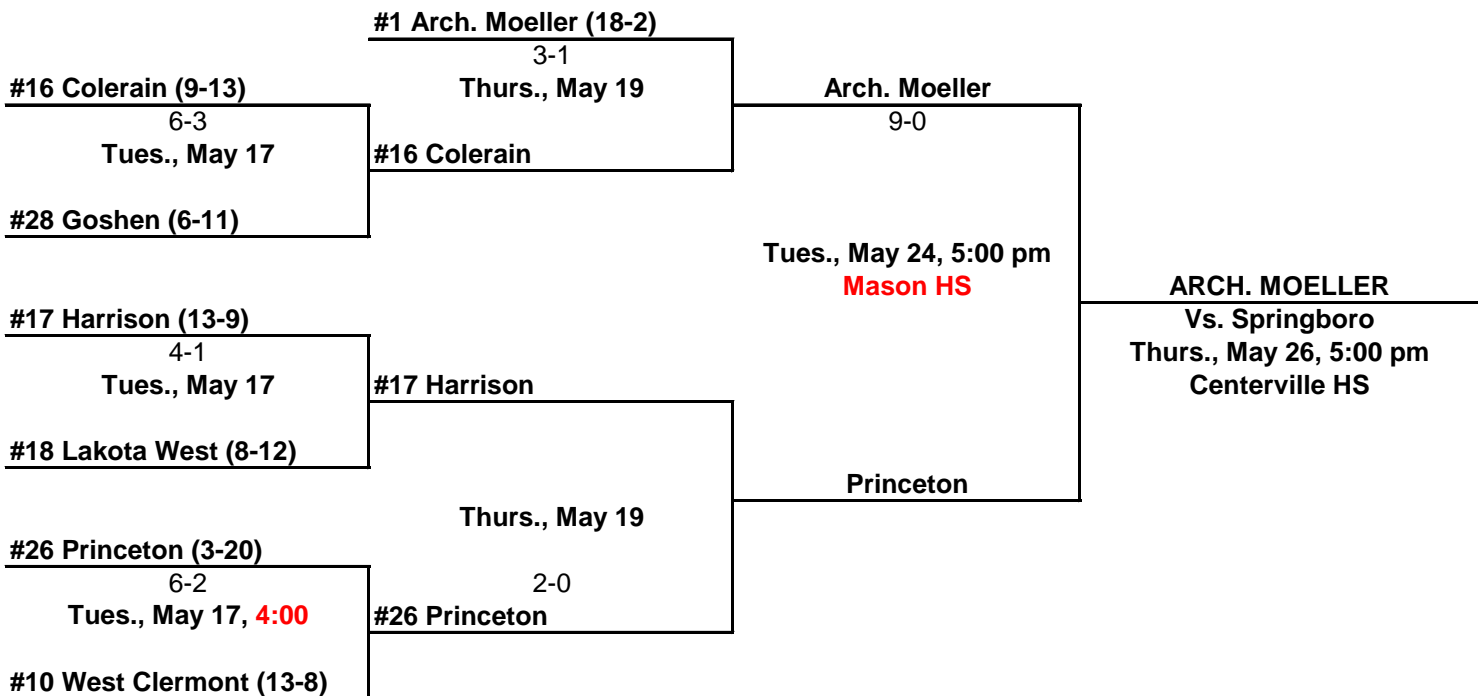 #1 Arch. Moeller (18-2)
3-1
Thurs., May 19
#16 Colerain (9-13)
6-3
Tues., May 17
#28 Goshen (6-11)
#16 Colerain
Arch. Moeller
9-0
Tues., May 24, 5:00 pm
Mason HS
ARCH. MOELLER
Vs. Springboro
Thurs., May 26, 5:00 pm
Centerville HS
#17 Harrison (13-9)
4-1
Tues., May 17
#18 Lakota West (8-12)
#17 Harrison
Thurs., May 19
2-0
Princeton
#26 Princeton (3-20)
6-2
Tues., May 17, 4:00
#10 West Clermont (13-8)
#26 Princeton